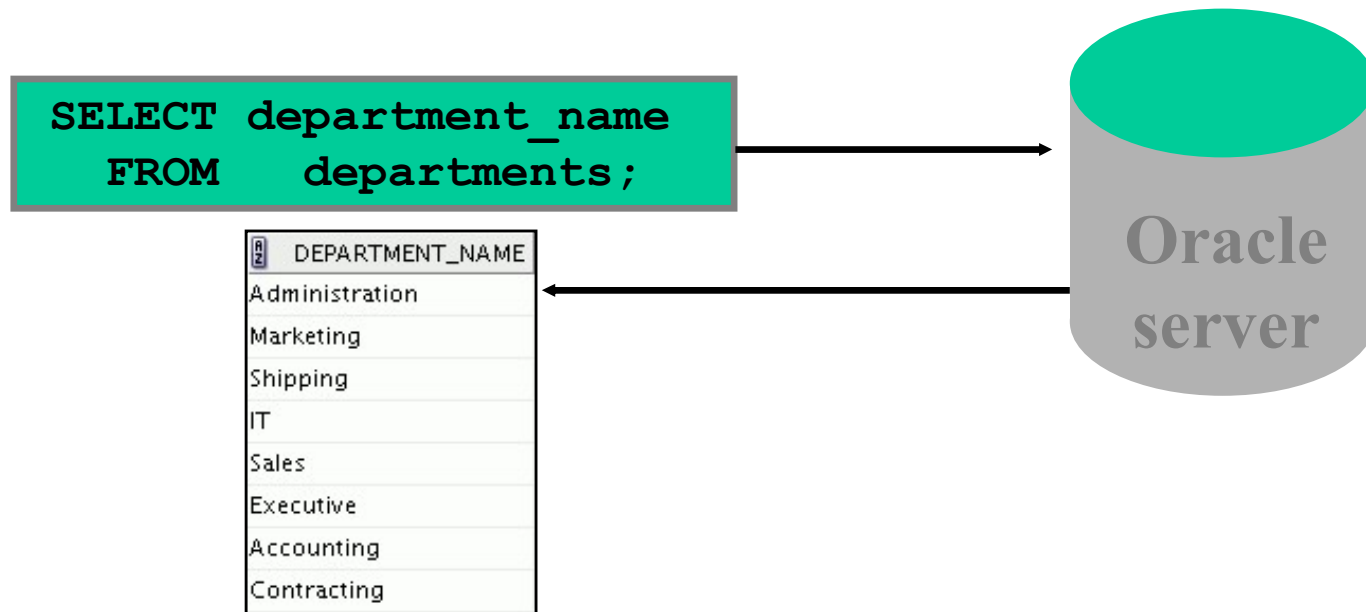 SELECT department_name
FROM departments;
Oracle
server
DEPARTMENT_NAME
Administration
Marketing
Shipping
IT
Sales
Executive
Accounting
Contracting